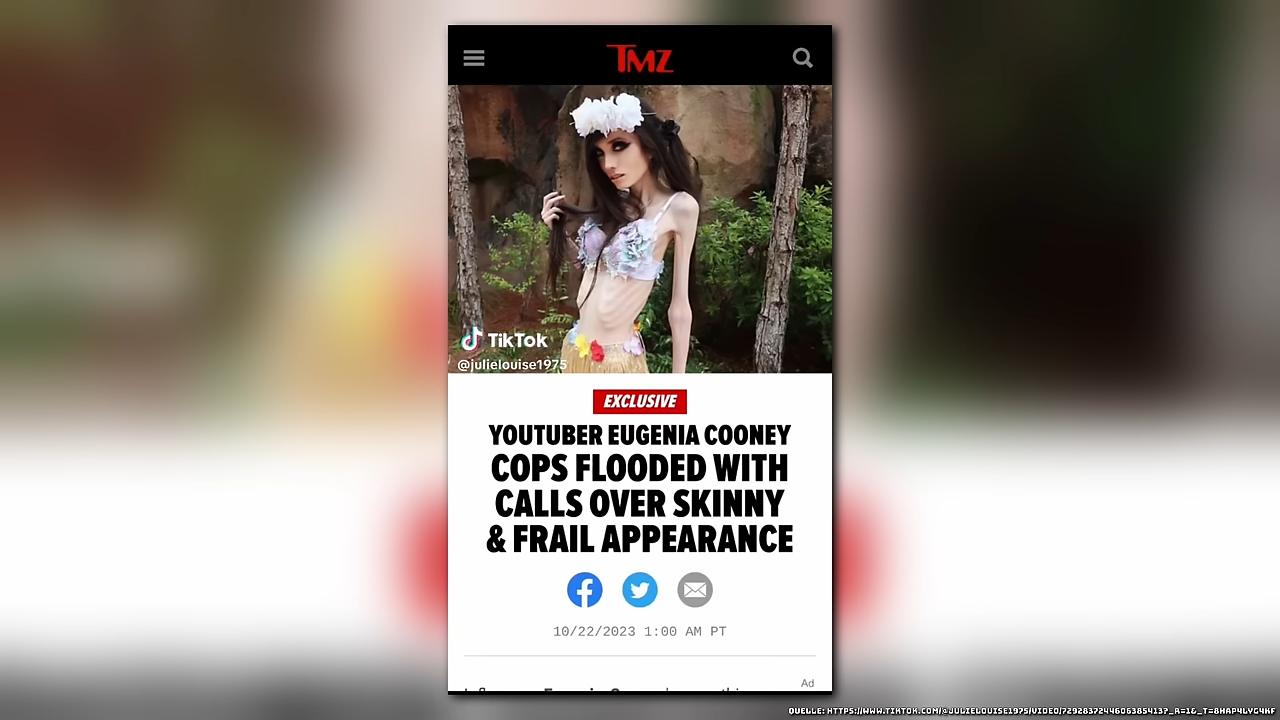 TMZ
TikTok
@julielouise1975
EXCLUSIVE
YOUTUBER EUGENIA COONEY
COPS FLOODED WITH
CALLS OVER SKINNY
& FRAIL APPEARANCE
10/22/2023 1:00 AM PT
Ad